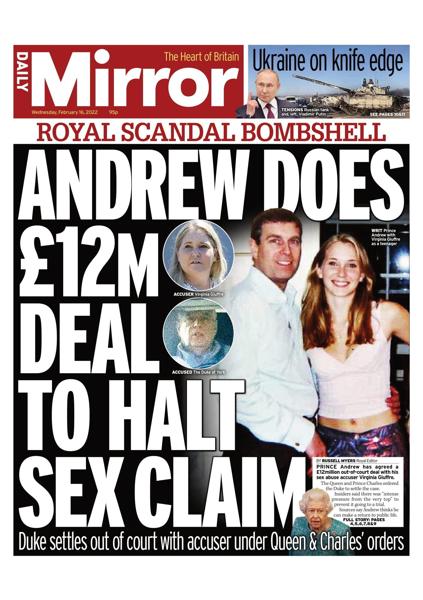 DAILY
Mirror
The Heart of Britain
Wednesday, February 16, 2022 95p
Ukraine on knife edge
TENSIONS Russian tank
and, left, Vladimir Putin
SEE PAGES 10&11
ROYAL SCANDAL BOMBSHELL
ANDREW DOES
£12M
DEAL
TO HALT
SEX CLAIM
ACCUSER Virginia Giuffre
ACCUSED The Duke of York
WRIT Prince
Andrew with
Virginia Giuffre
as a teenager
BY RUSSELL MYERS Royal Editor
PRINCE Andrew has agreed a
£12million out-of-court deal with his
sex abuse accuser Virginia Giuffre.
The Queen and Prince Charles ordered
the Duke to settle the case.
Insiders said there was "intense
pressure from the very top" to
prevent it going to a trial.
Sources say Andrew thinks he
can make a return to public life.
FULL STORY: PAGES
4,5,6,7,8&9
Duke settles out of court with accuser under Queen & Charles' orders